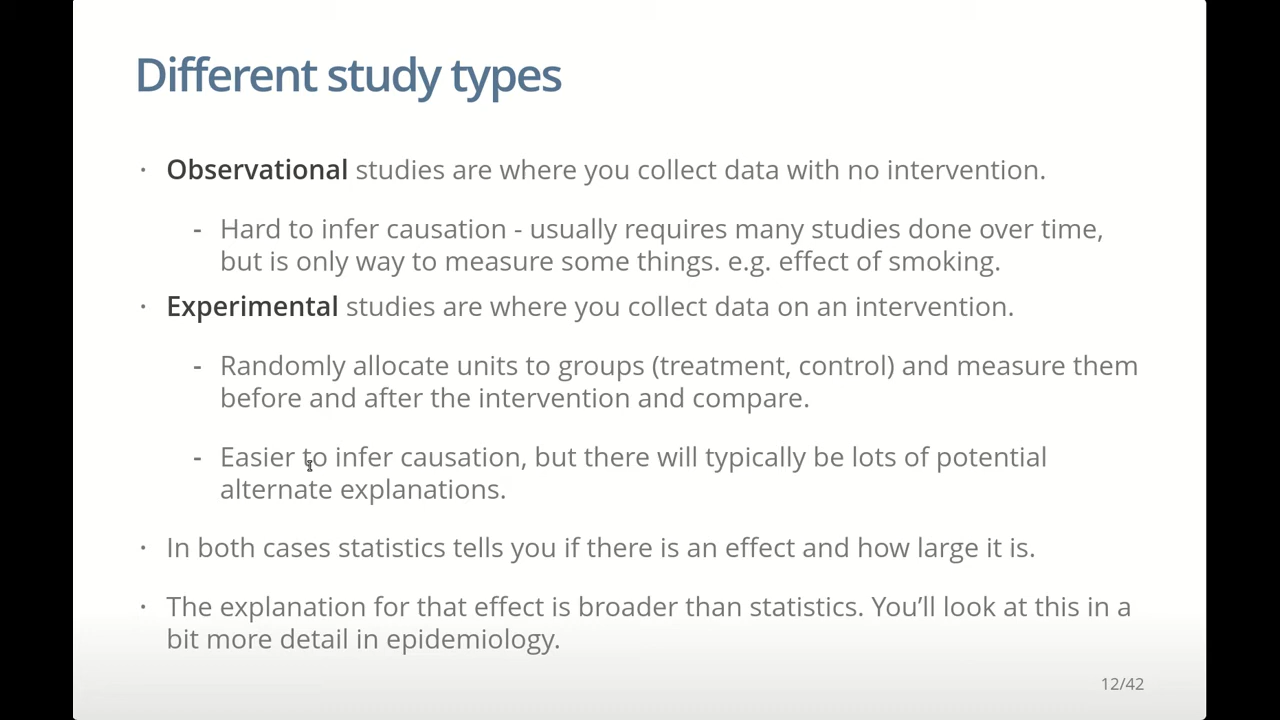 Different study types
· Observational studies are where you collect data with no intervention.
- Hard to infer causation - usually requires many studies done over time,
but is only way to measure some things. e.g. effect of smoking.
· Experimental studies are where you collect data on an intervention.
- Randomly allocate units to groups (treatment, control) and measure them
before and after the intervention and compare.
- Easier to infer causation, but there will typically be lots of potential
alternate explanations.
· In both cases statistics tells you if there is an effect and how large it is.
· The explanation for that effect is broader than statistics. You’ll look at this in a
bit more detail in epidemiology.
12/42